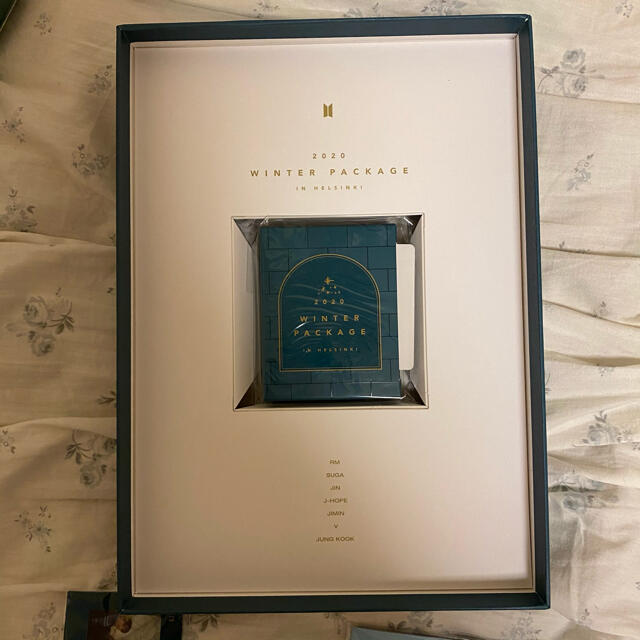 2020
WINTER PACKAGE
IN HELSINKI
2020
WINTER
PACKAGE
IN HELSINKI
RM
SUGA
JIN
J-HOPE
JIMIN
V
JUNG KOOK